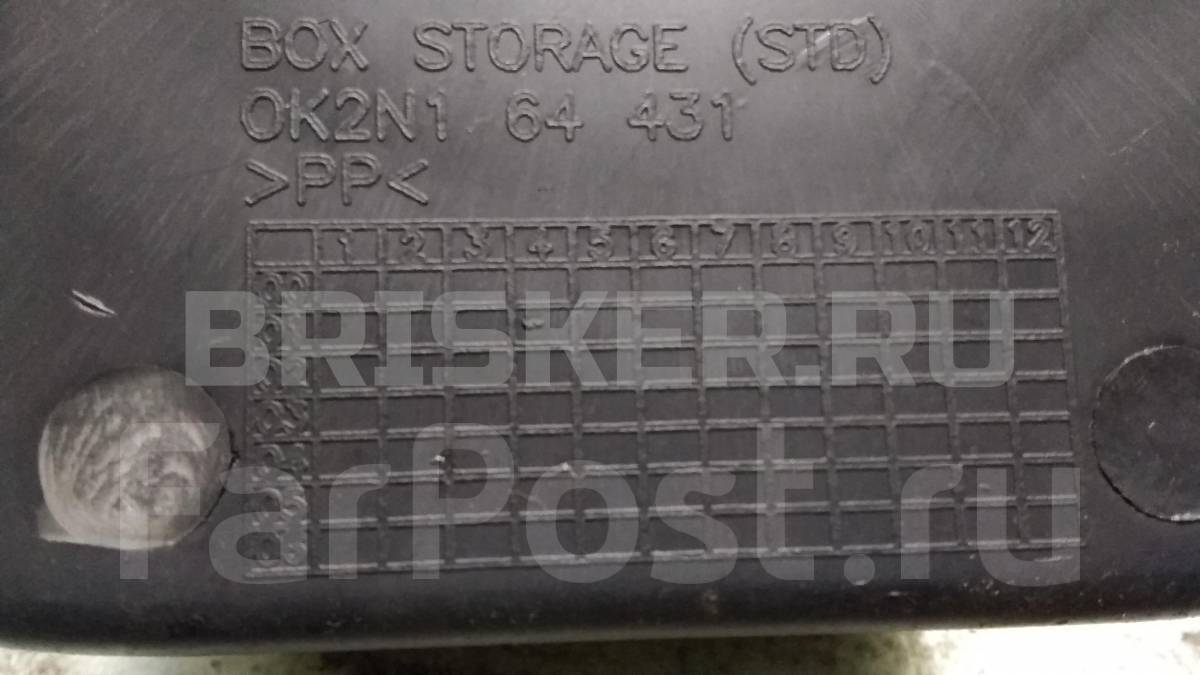 BOX STORAGE (STD)
OK2N1 64 431
>PP<
1 2 3 4 5 6 7 8 9 10 11 12
BRISKER.RU
FarPost.ru